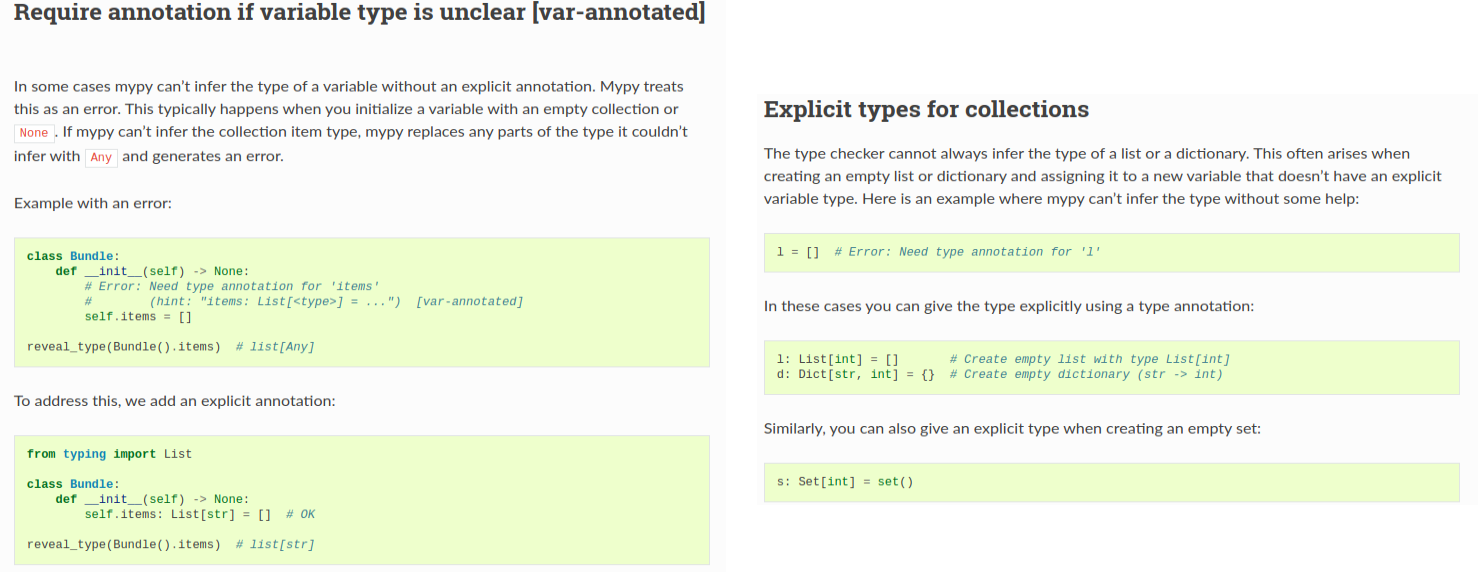 Require annotation if variable type is unclear [var-annotated]
In some cases mypy can’t infer the type of a variable without an explicit annotation. Mypy treats
this as an error. This typically happens when you initialize a variable with an empty collection or
None . If mypy can’t infer the collection item type, mypy replaces any parts of the type it couldn’t
infer with Any and generates an error.
Example with an error:
class Bundle:
    def __init__(self) -> None:
        # Error: Need type annotation for 'items'
        #        (hint: "items: List[<type>] = ...")  [var-annotated]
        self.items = []
reveal_type(Bundle().items)  # list[Any]
To address this, we add an explicit annotation:
from typing import List
class Bundle:
    def __init__(self) -> None:
        self.items: List[str] = []  # OK
reveal_type(Bundle().items)  # list[str]
Explicit types for collections
The type checker cannot always infer the type of a list or a dictionary. This often arises when
creating an empty list or dictionary and assigning it to a new variable that doesn’t have an explicit
variable type. Here is an example where mypy can’t infer the type without some help:
l = []  # Error: Need type annotation for 'l'
In these cases you can give the type explicitly using a type annotation:
l: List[int] = []       # Create empty list with type List[int]
d: Dict[str, int] = {}  # Create empty dictionary (str -> int)
Similarly, you can also give an explicit type when creating an empty set:
s: Set[int] = set()